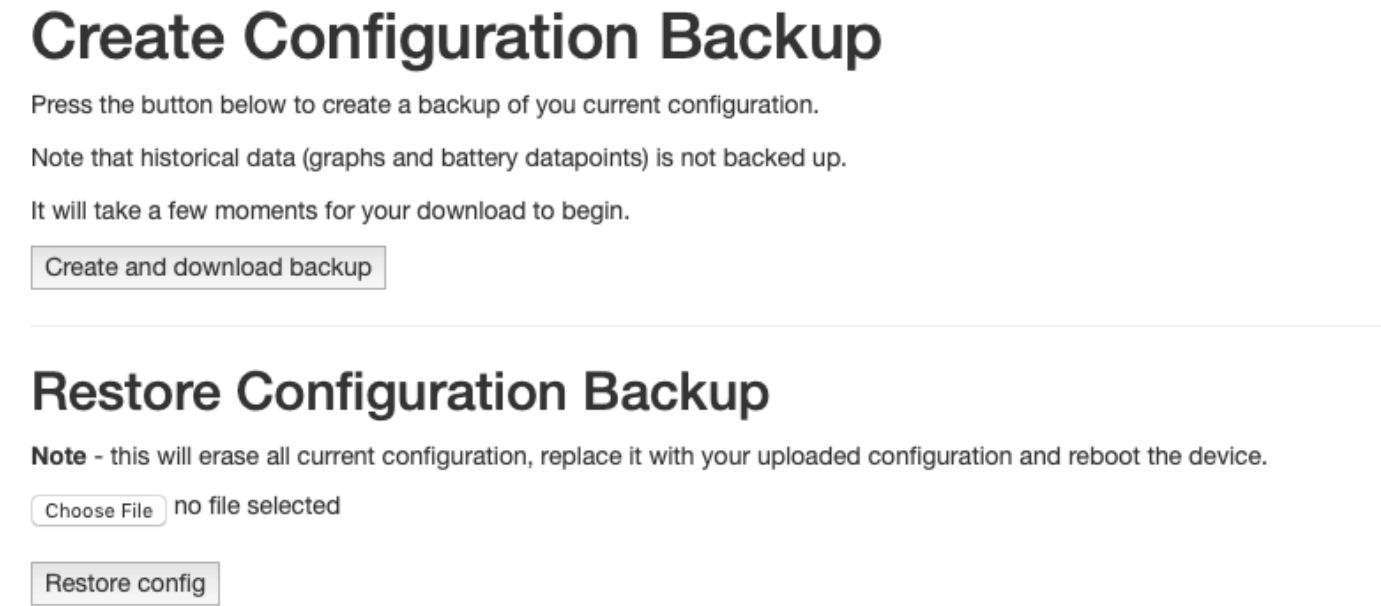 Create Configuration Backup
Press the button below to create a backup of you current configuration.
Note that historical data (graphs and battery datapoints) is not backed up.
It will take a few moments for your download to begin.
Create and download backup
Restore Configuration Backup
Note - this will erase all current configuration, replace it with your uploaded configuration and reboot the device.
Choose File no file selected
Restore config